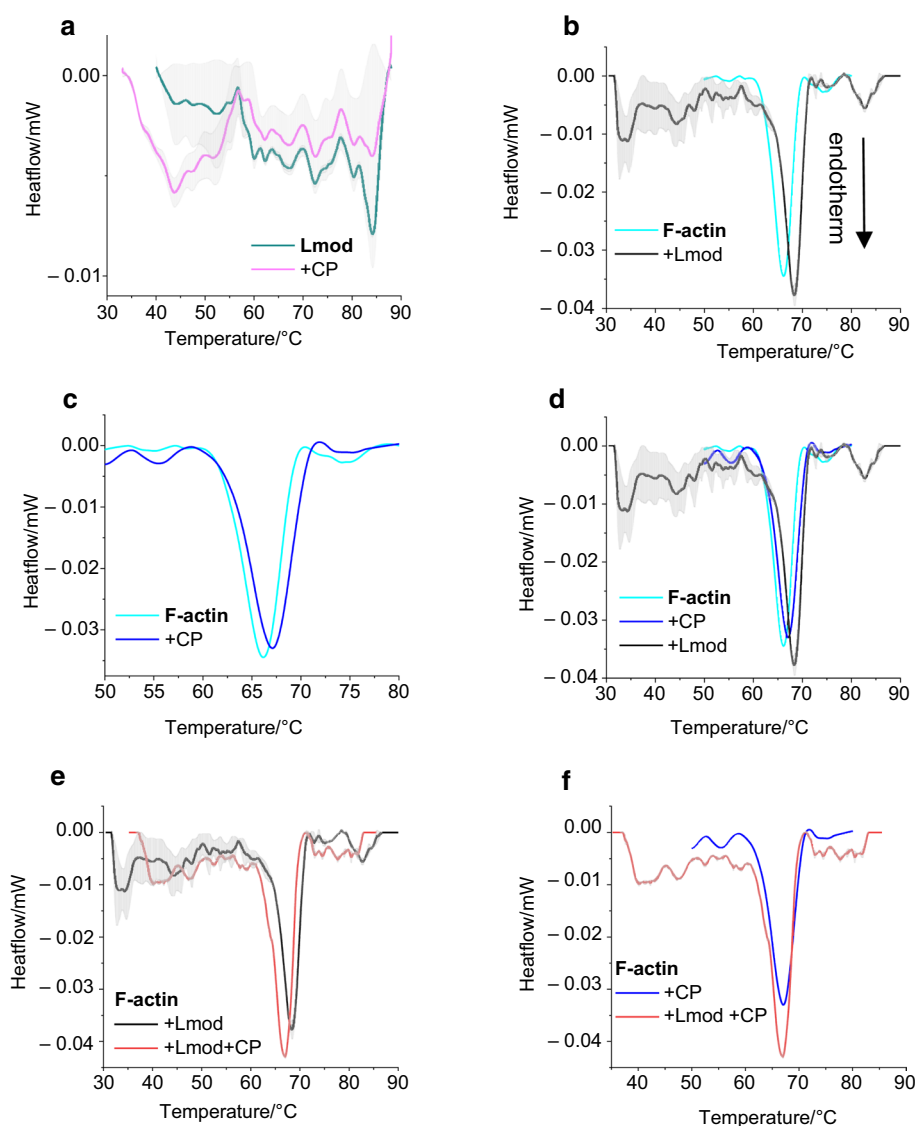 a
Heatflow/mW
0.00
– 0.01
Lmod
+CP
30 40 50 60 70 80 90
Temperature/°C
b
Heatflow/mW
0.00
– 0.01
– 0.02
– 0.03
– 0.04
F-actin
+Lmod
endotherm
30 40 50 60 70 80 90
Temperature/°C
c
Heatflow/mW
0.00
– 0.01
– 0.02
– 0.03
F-actin
+CP
50 55 60 65 70 75 80
Temperature/°C
d
Heatflow/mW
0.00
– 0.01
– 0.02
– 0.03
– 0.04
F-actin
+CP
+Lmod
30 40 50 60 70 80 90
Temperature/°C
e
Heatflow/mW
0.00
– 0.01
– 0.02
– 0.03
– 0.04
F-actin
+Lmod
+Lmod+CP
30 40 50 60 70 80 90
Temperature/°C
f
Heatflow/mW
0.00
– 0.01
– 0.02
– 0.03
– 0.04
F-actin
+CP
+Lmod +CP
40 50 60 70 80 90
Temperature/°C